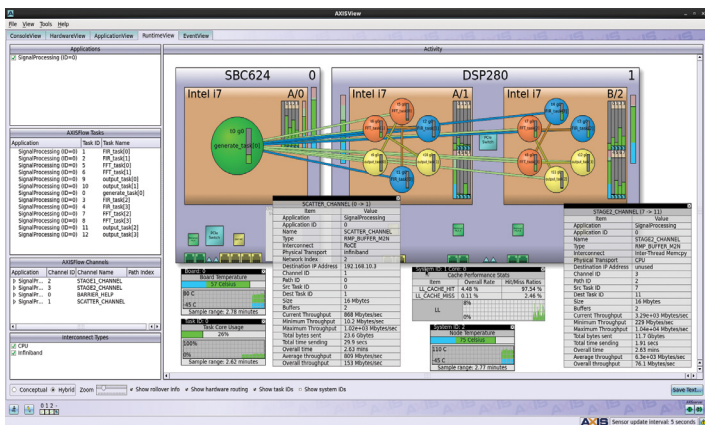 AXISView
File View Tools Help
ConsoleView HardwareView ApplicationView RuntimeView EventView
Applications
SignalProcessing (ID=0)
AXISFlow Tasks
Application Task ID Task Name
SignalProcessing (ID=0) 1 FIR_task[0]
SignalProcessing (ID=0) 2 FIR_task[1]
SignalProcessing (ID=0) 5 FFT_task[0]
SignalProcessing (ID=0) 6 FFT_task[1]
SignalProcessing (ID=0) 9 output_task[0]
SignalProcessing (ID=0) 10 output_task[1]
SignalProcessing (ID=0) 0 generate_task[0]
SignalProcessing (ID=0) 3 FIR_task[2]
SignalProcessing (ID=0) 4 FIR_task[3]
SignalProcessing (ID=0) 7 FFT_task[2]
SignalProcessing (ID=0) 8 FFT_task[3]
SignalProcessing (ID=0) 11 output_task[2]
SignalProcessing (ID=0) 12 output_task[3]
AXISFlow Channels
Application Channel ID Channel Name Path Index
SignalPr... 2 STAGE1_CHANNEL
SignalPr... 3 STAGE2_CHANNEL
SignalPr... 0 BARRIER_HELP
SignalPr... 1 SCATTER_CHANNEL
Interconnect Types
CPU
Infiniband
Activity
SBC624 0
DSP280 1
Intel i7 A/0
Intel i7 A/1
Intel i7 B/2
t0 g0
generate_task[0]
PCIe Switch
SCATTER_CHANNEL (0 -> 1)
Item Value
Application SignalProcessing
Application ID 0
Name SCATTER_CHANNEL
Type RMP_BUFFER_M2N
Interconnect RoCE
Physical Transport Infiniband
Network Index 2
Destination IP Address 192.168.10.3
Channel ID 1
Path ID 0
Src Task ID 0
Dest Task ID 1
Size 16 Mbytes
Buffers 2
Current Throughput 868 Mbytes/sec
Minimum Throughput 10.2 Mbytes/sec
Maximum Throughput 1.02e+03 Mbytes/sec
Total bytes sent 23.6 Gbytes
Total time sending 29.9 secs
Overall time 2.63 mins
Average throughput 809 Mbytes/sec
Overall throughput 153 Mbytes/sec
STAGE2_CHANNEL (7 -> 11)
Item Value
Application SignalProcessing
Application ID 0
Name STAGE2_CHANNEL
Type RMP_BUFFER_M2N
Interconnect Inter-Thread Memcpy
Physical Transport CPU
Destination IP Address unused
Channel ID 3
Path ID 2
Src Task ID 7
Dest Task ID 11
Size 16 Mbytes
Buffers 2
Current Throughput 3.29e+03 Mbytes/sec
Minimum Throughput 229 Mbytes/sec
Maximum Throughput 1.04e+04 Mbytes/sec
Total bytes sent 11.7 Gbytes
Total time sending 1.91 secs
Overall time 2.65 mins
Average throughput 6.3e+03 Mbytes/sec
Overall throughput 76.1 Mbytes/sec
Board: 0
Board Temperature
57 Celsius
80 C
-45 C
Sample range: 2.78 minutes
Task ID: 0
Task Core Usage
26%
100%
0%
Sample range: 2.62 minutes
System ID: 1 Core: 0
Cache Performance Stats
Item Overall Hit/Miss Ratios
LL_CACHE_HIT 4.48 % 97.54 %
LL_CACHE_MISS 0.11 % 2.46 %
LL
8%
0%
System ID: 2
Node Temperature
75 Celsius
110 C
-45 C
Sample range: 2.77 minutes
Conceptual Hybrid Zoom Show rollover info Show hardware routing Show task IDs Show system IDs
Save Text...
0 1 2 -
AXIS Sensor update interval: 5 seconds